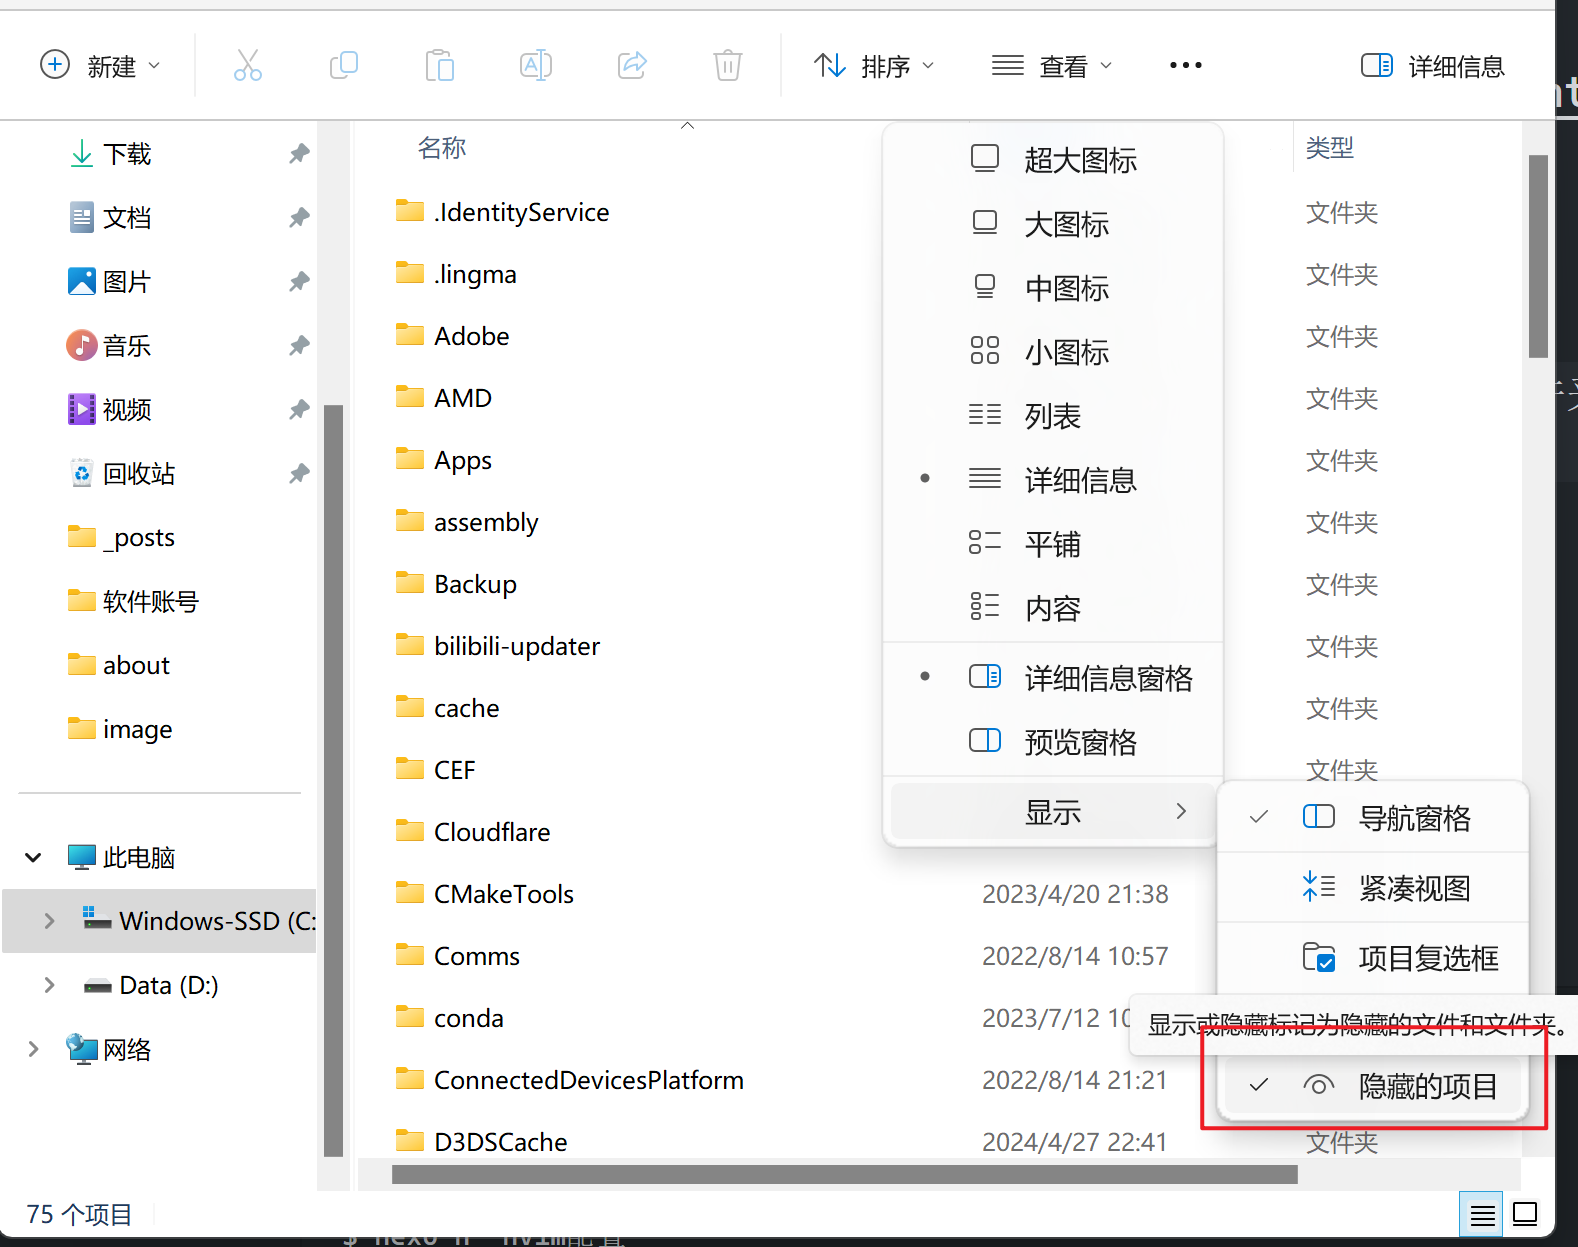 新建
排序
查看
详细信息
下载
文档
图片
音乐
视频
回收站
_posts
软件账号
about
image
此电脑
Windows-SSD (C:
Data (D:)
网络
名称
类型
.IdentityService
文件夹
.lingma
文件夹
Adobe
文件夹
AMD
文件夹
Apps
文件夹
assembly
文件夹
Backup
文件夹
bilibili-updater
文件夹
cache
文件夹
CEF
文件夹
Cloudflare
CMakeTools
2023/4/20 21:38
Comms
2022/8/14 10:57
conda
2023/7/12 10
ConnectedDevicesPlatform
2022/8/14 21:21
D3DSCache
2024/4/27 22:41
文件夹
超大图标
大图标
中图标
小图标
列表
详细信息
平铺
内容
详细信息窗格
预览窗格
显示
导航窗格
紧凑视图
项目复选框
显示或隐藏标记为隐藏的文件和文件夹。
隐藏的项目
75 个项目